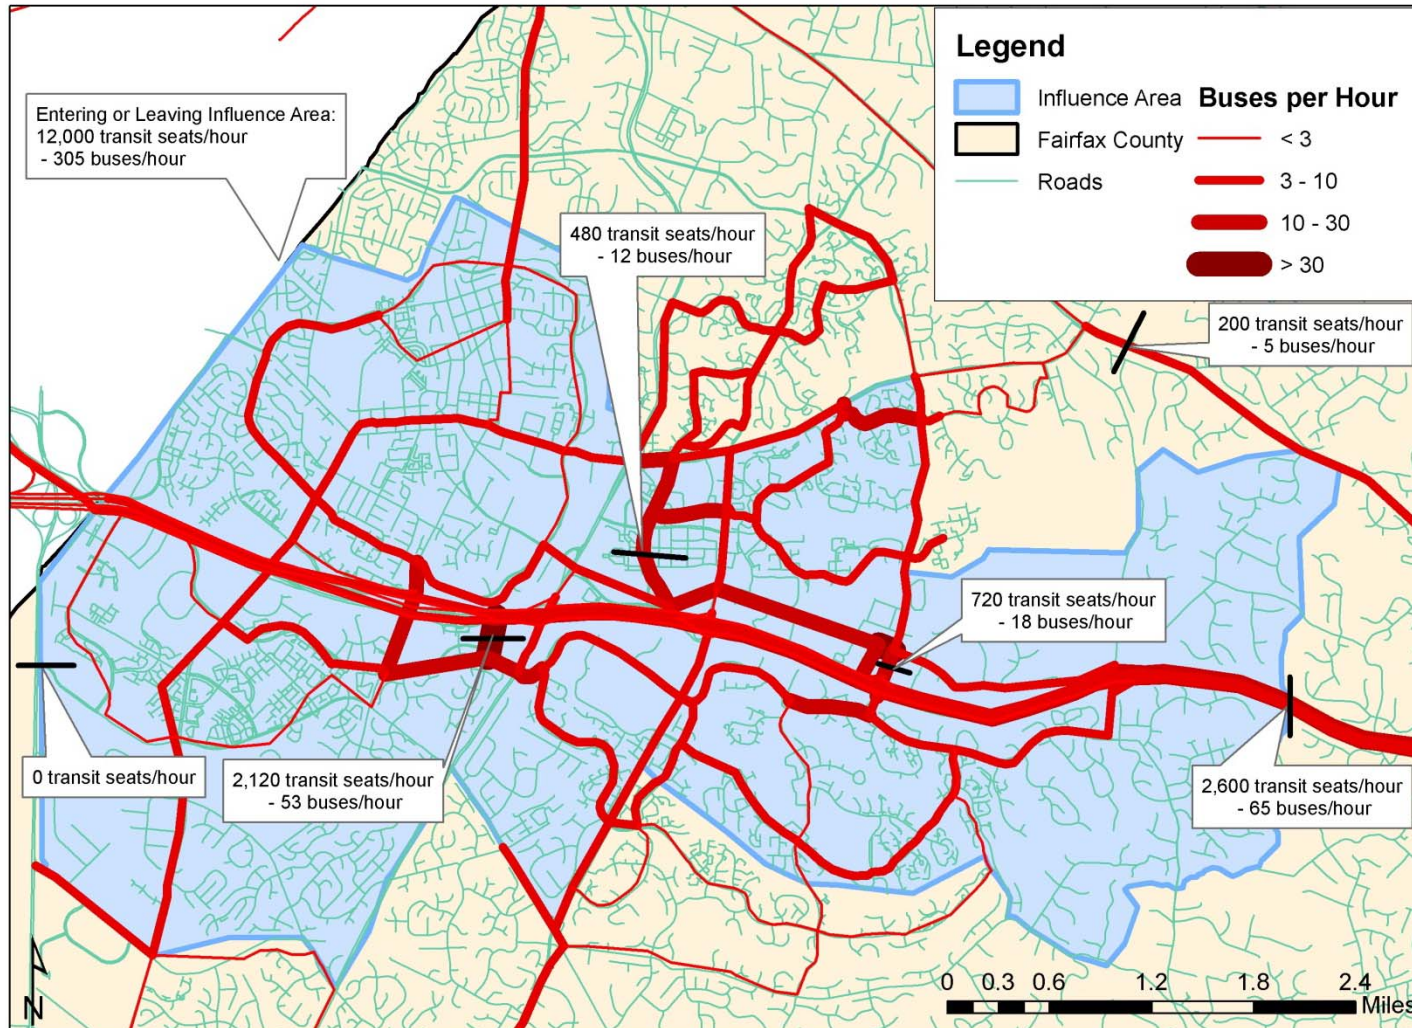 Legend
Influence Area
Fairfax County
Roads
Buses per Hour
< 3
3 - 10
10 - 30
> 30
Entering or Leaving Influence Area:
12,000 transit seats/hour
- 305 buses/hour
480 transit seats/hour
- 12 buses/hour
200 transit seats/hour
- 5 buses/hour
720 transit seats/hour
- 18 buses/hour
0 transit seats/hour
2,120 transit seats/hour
- 53 buses/hour
2,600 transit seats/hour
- 65 buses/hour
N
0 0.3 0.6 1.2 1.8 2.4
Miles